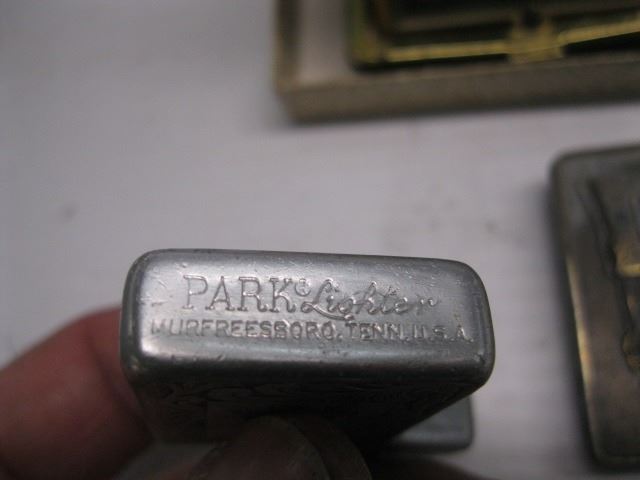 PARK Lighter
MURFREESBORO, TENN. U.S.A.